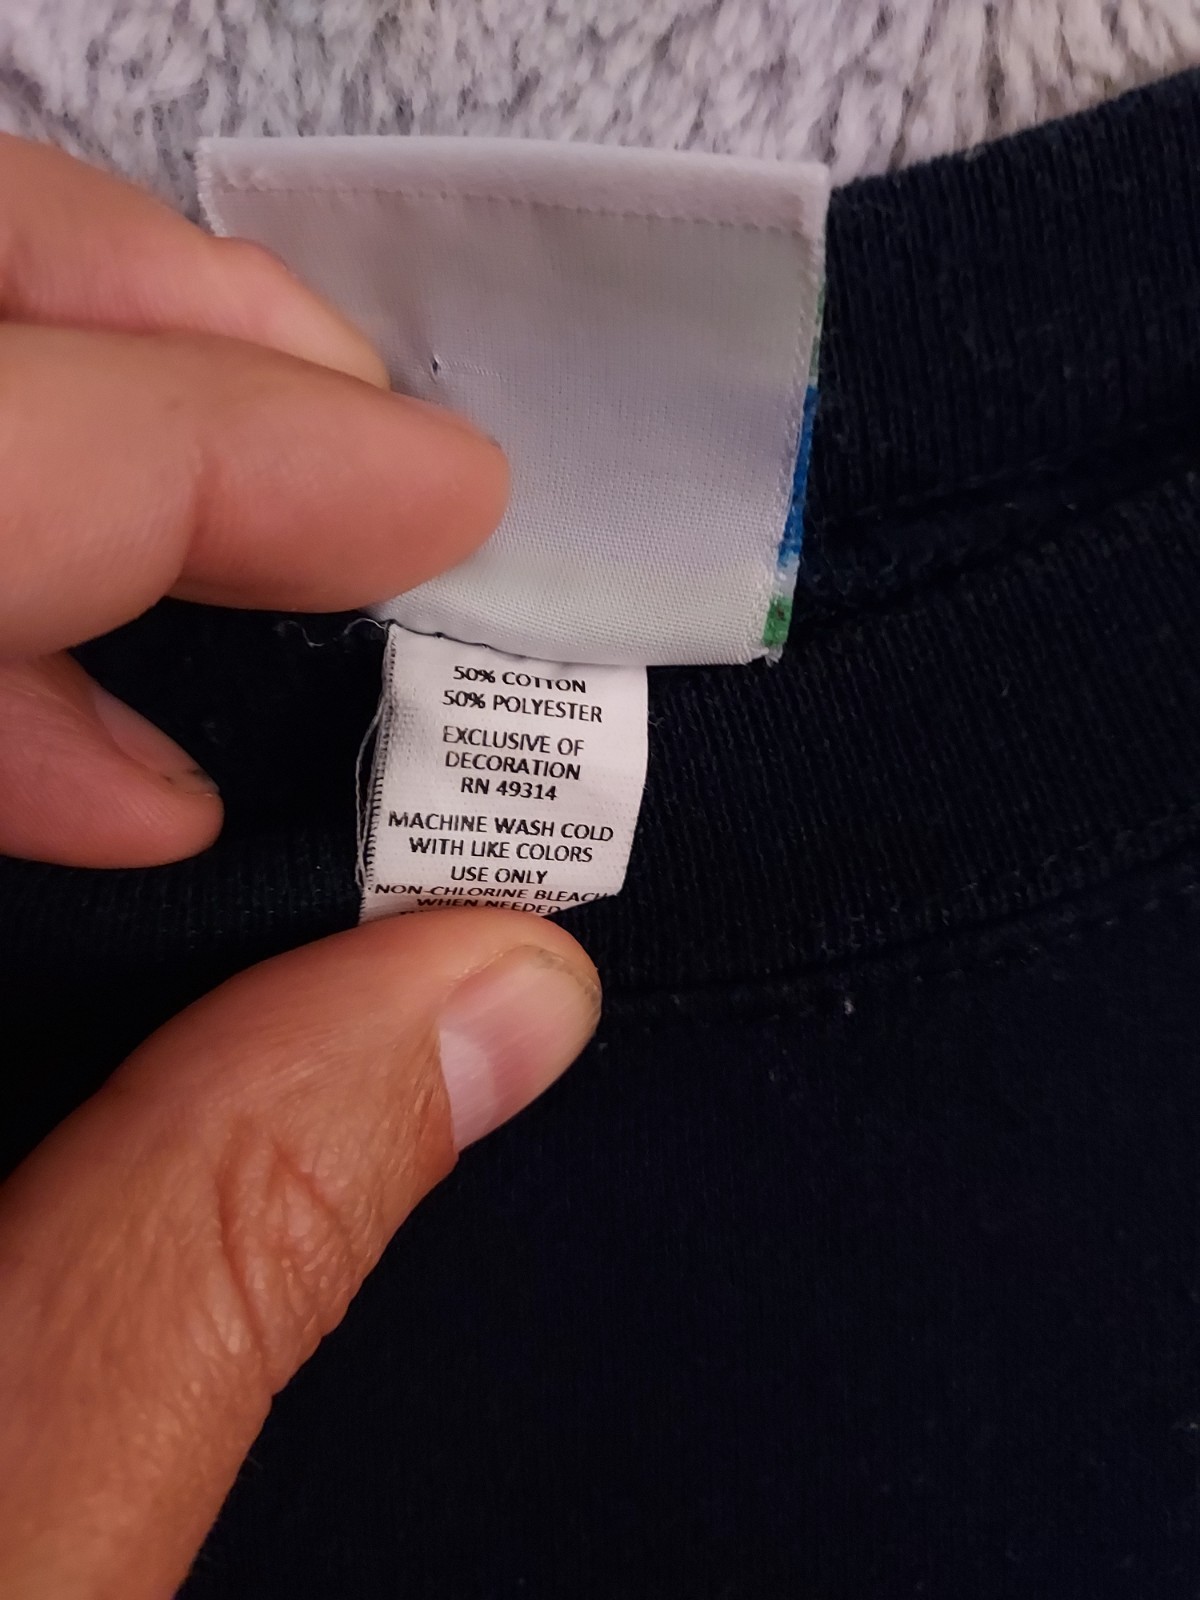 50% COTTON
50% POLYESTER
EXCLUSIVE OF
DECORATION
RN 49314
MACHINE WASH COLD
WITH LIKE COLORS
USE ONLY
NON-CHLORINE BLEACH
WHEN NEEDED